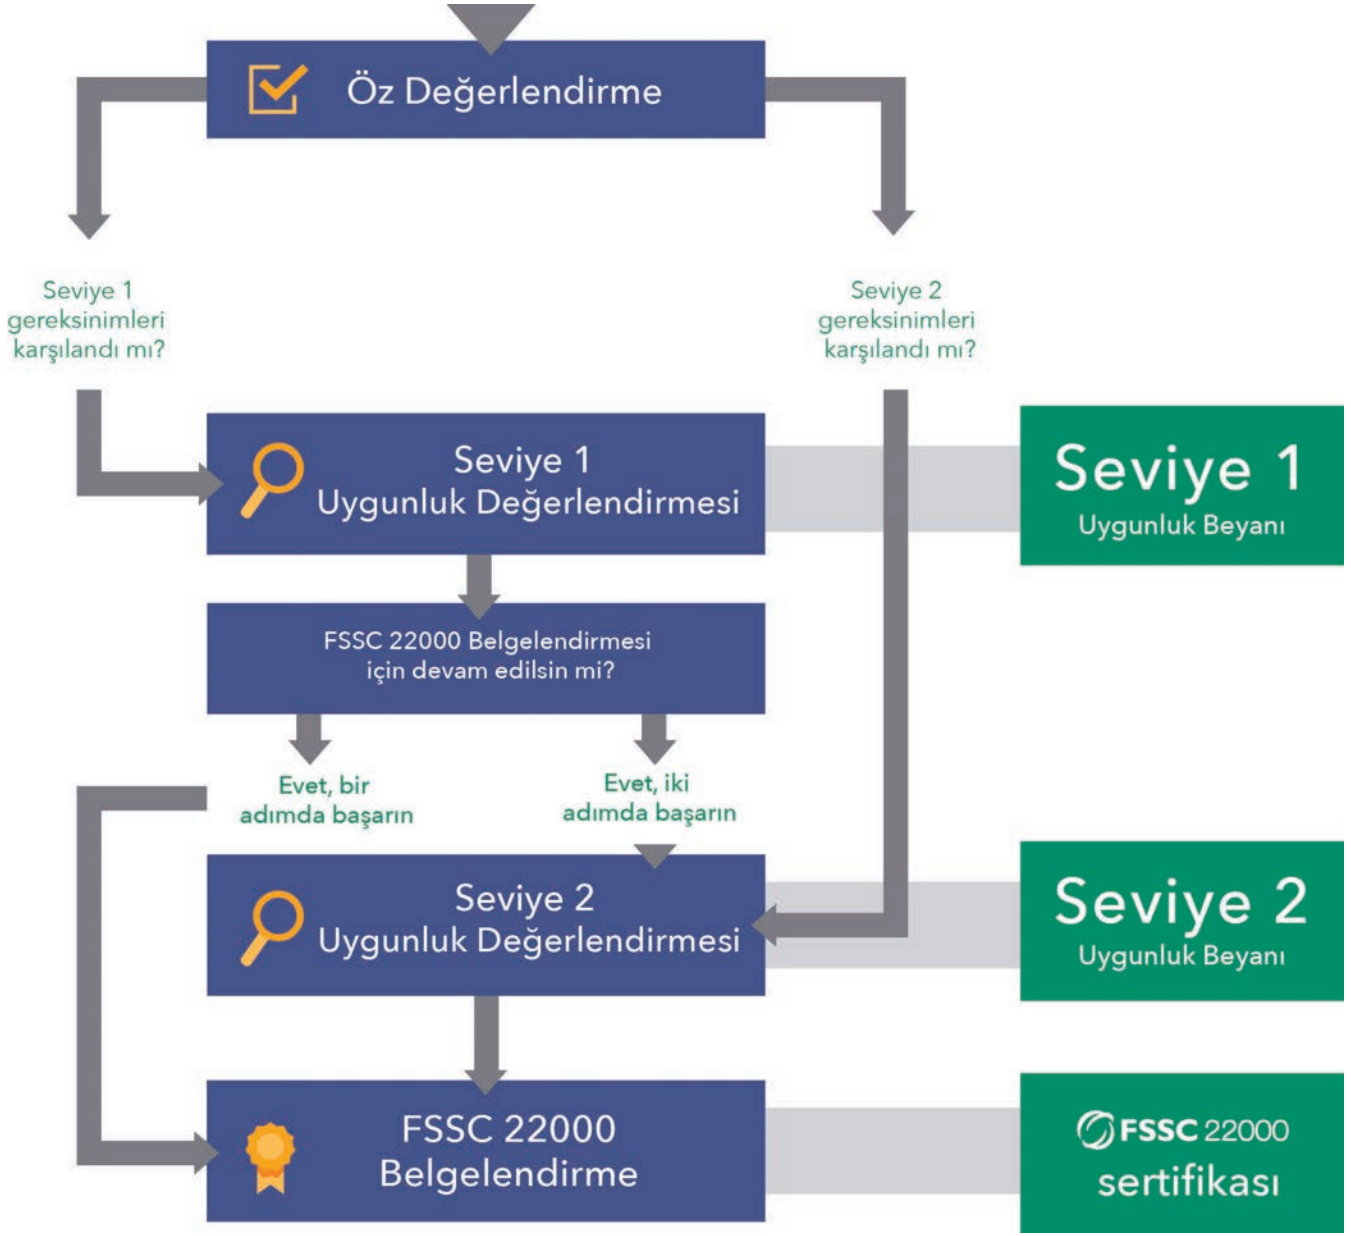 Öz Değerlendirme
Seviye 1
gereksinimleri
karşılandı mı?
Seviye 2
gereksinimleri
karşılandı mı?
Seviye 1
Uygunluk Değerlendirmesi
Seviye 1
Uygunluk Beyanı
FSSC 22000 Belgelendirmesi
için devam edilsin mi?
Evet, bir
adımda başarın
Evet, iki
adımda başarın
Seviye 2
Uygunluk Değerlendirmesi
Seviye 2
Uygunluk Beyanı
FSSC 22000
Belgelendirme
FSSC 22000
sertifikası